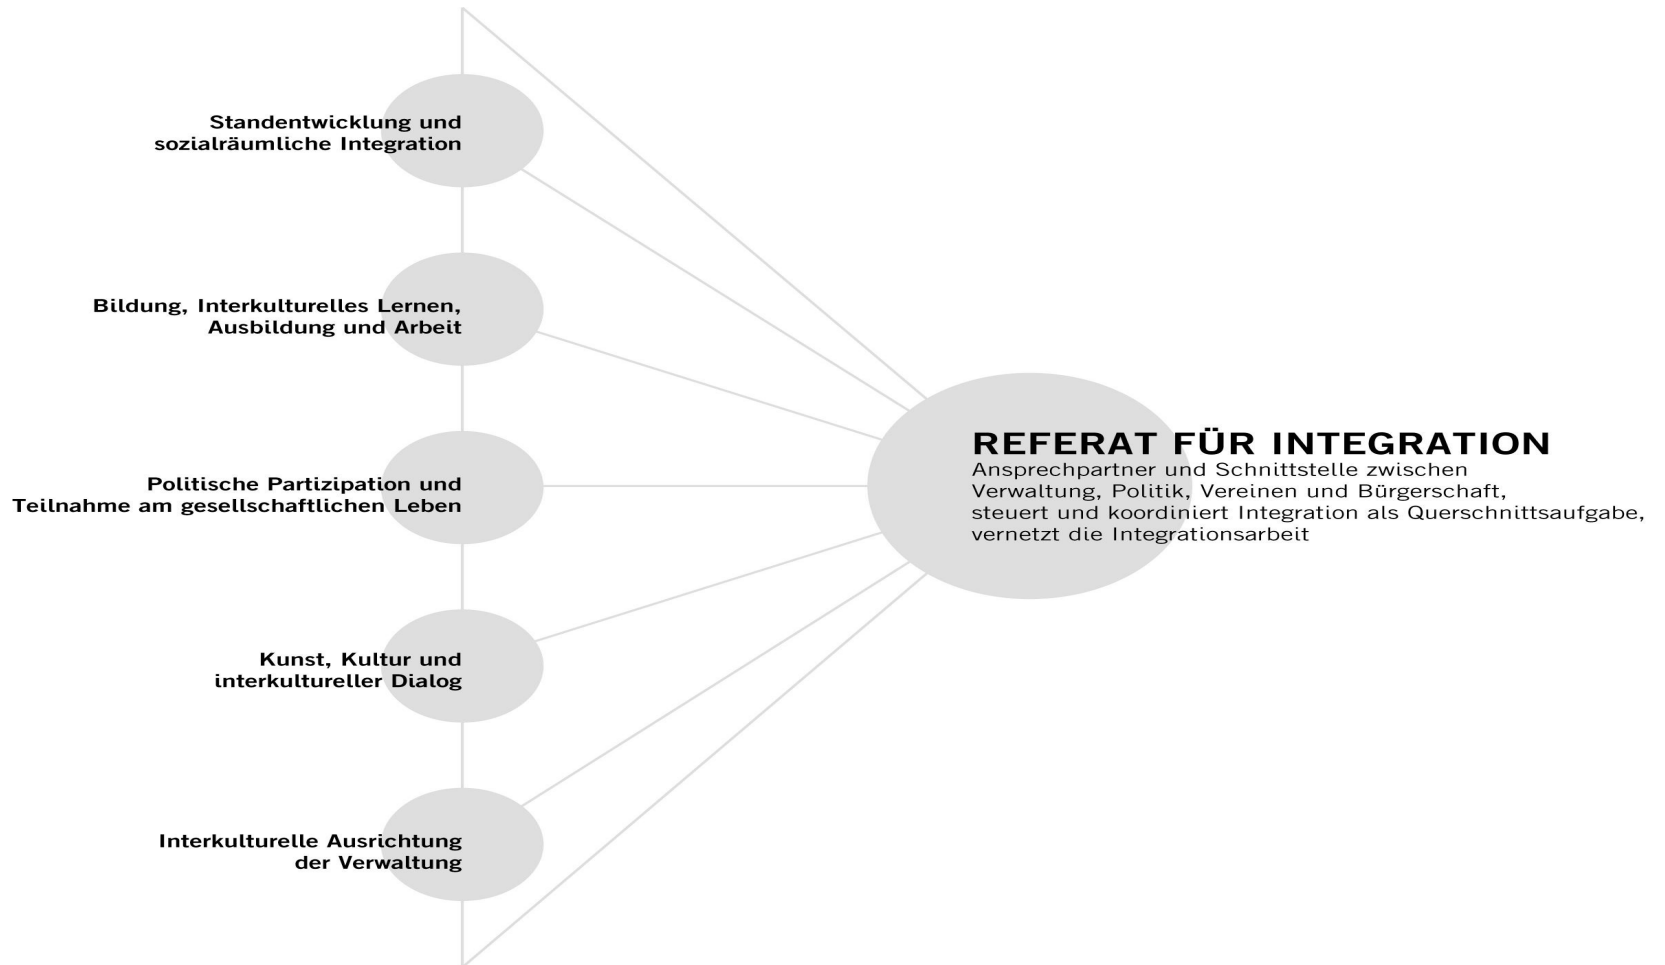 Standentwicklung und
sozialräumliche Integration
Bildung, Interkulturelles Lernen,
Ausbildung und Arbeit
Politische Partizipation und
Teilnahme am gesellschaftlichen Leben
Kunst, Kultur und
interkultureller Dialog
Interkulturelle Ausrichtung
der Verwaltung
REFERAT FÜR INTEGRATION
Ansprechpartner und Schnittstelle zwischen
Verwaltung, Politik, Vereinen und Bürgerschaft,
steuert und koordiniert Integration als Querschnittsaufgabe,
vernetzt die Integrationsarbeit